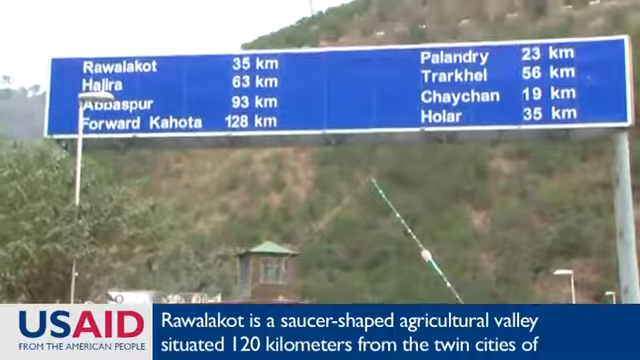 Rawalakot 35 km
Hajira 63 km
Abbaspur 93 km
Forward Kahota 128 km
Palandry 23 km
Trarkhel 56 km
Chaychan 19 km
Holar 35 km
USAID
FROM THE AMERICAN PEOPLE
Rawalakot is a saucer-shaped agricultural valley
situated 120 kilometers from the twin cities of